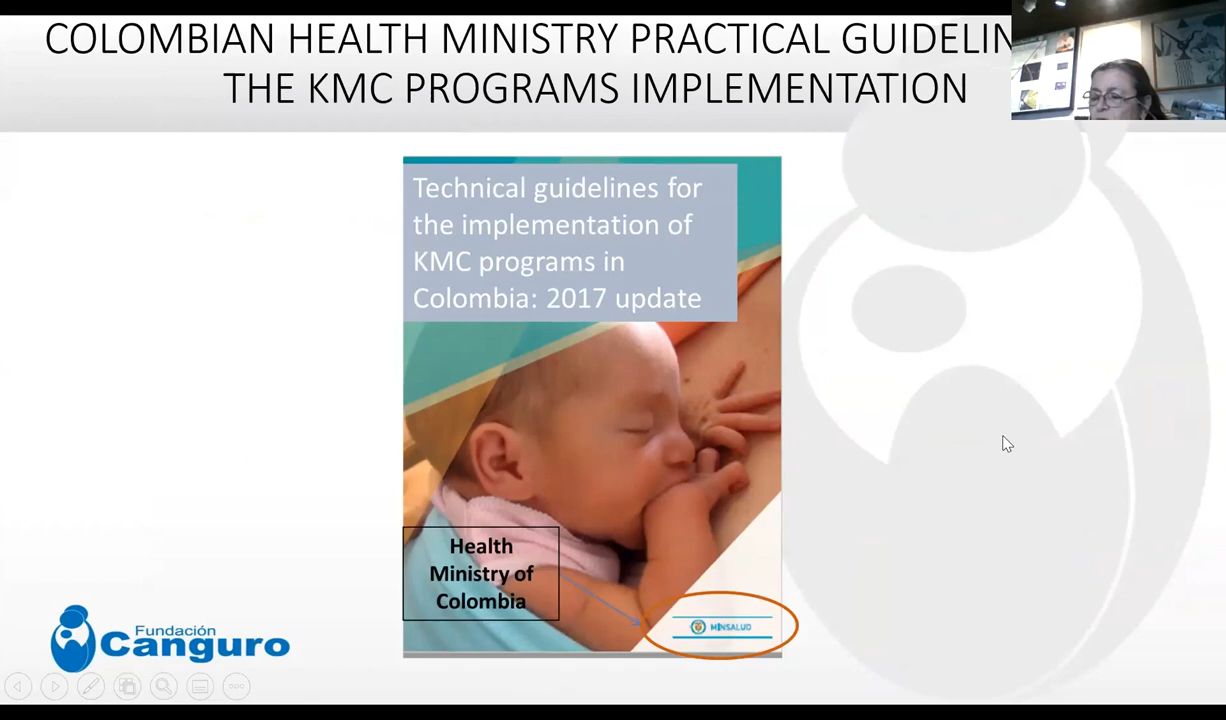 COLOMBIAN HEALTH MINISTRY PRACTICAL GUIDELIN
THE KMC PROGRAMS IMPLEMENTATION
Technical guidelines for
the implementation of
KMC programs in
Colombia: 2017 update
Health
Ministry of
Colombia
MINSALUD
Fundación
Canguro